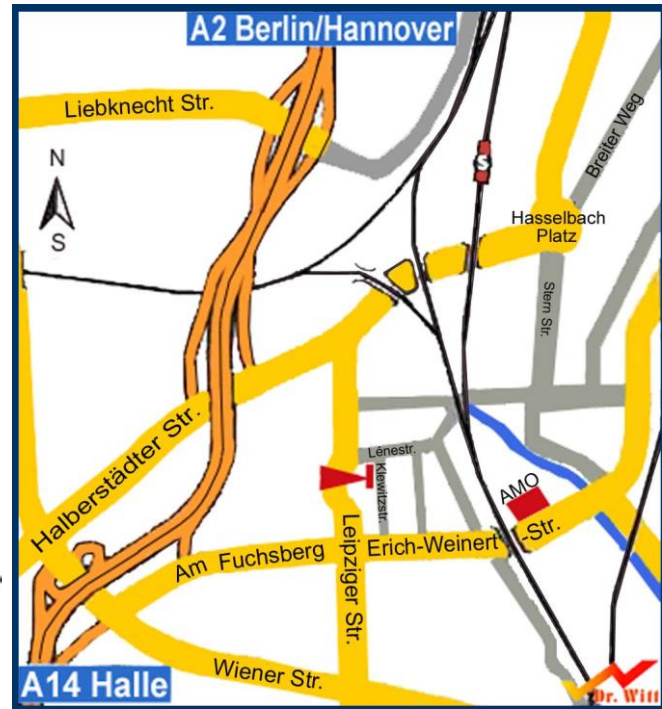 A2 Berlin/Hannover
Liebknecht Str.
Breiter Weg
N
S
S
Hasselbach
Platz
Stern Str.
Halberstädter Str.
Lénestr.
Klewitzstr.
AMO
Am Fuchsberg
Leipziger Str.
Erich-Weinert
-Str.
Wiener Str.
A14 Halle
Dr. Witt